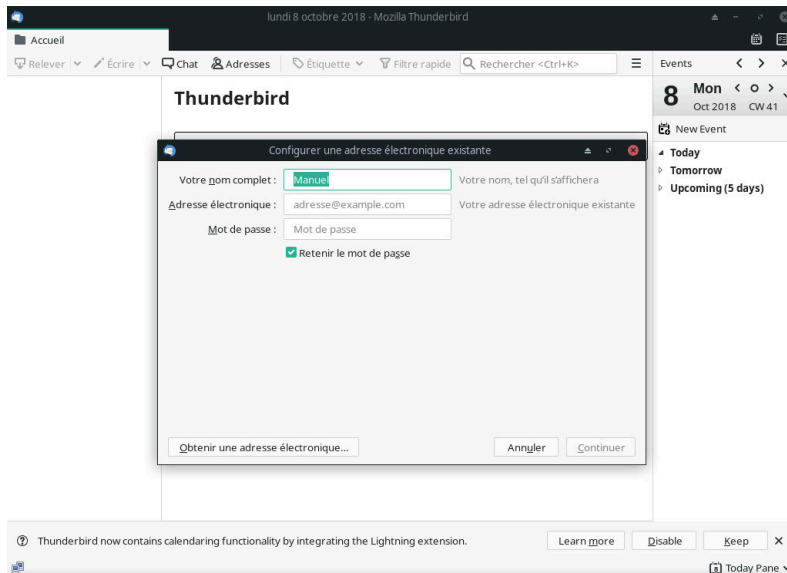 lundi 8 octobre 2018 - Mozilla Thunderbird
Accueil
Relever Écrire Chat Adresses Étiquette Filtre rapide Rechercher <Ctrl+K>
Events
Thunderbird
8 Mon
Oct 2018 CW 41
New Event
Today
Tomorrow
Upcoming (5 days)
Configurer une adresse électronique existante
Votre nom complet : Manuel Votre nom, tel qu'il s'affichera
Adresse électronique : adresse@example.com Votre adresse électronique existante
Mot de passe : Mot de passe
Retenir le mot de passe
Obtenir une adresse électronique... Annuler Continuer
Thunderbird now contains calendaring functionality by integrating the Lightning extension. Learn more Disable Keep
Today Pane